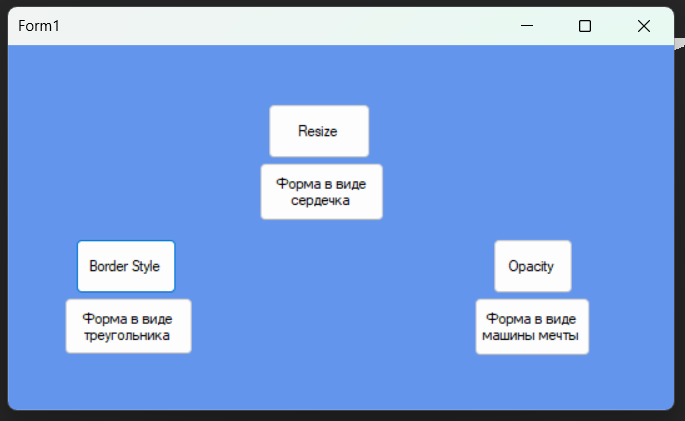 Form1
Resize
Форма в виде
сердечка
Border Style
Opacity
Форма в виде
треугольника
Форма в виде
машины мечты